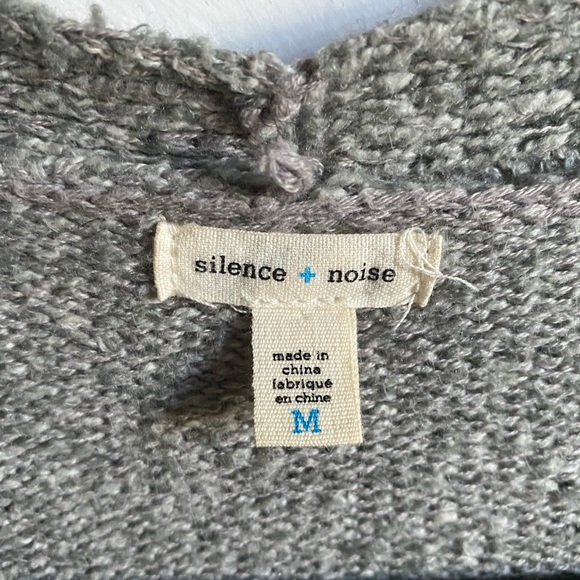 silence + noise
made in
china
fabriqué
en chine
M